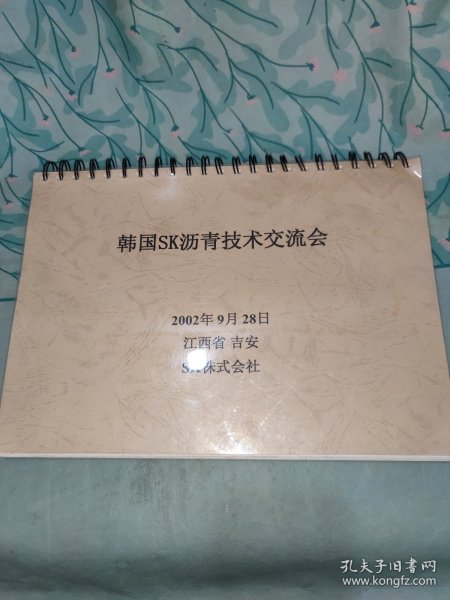 韩国SK沥青技术交流会
2002年9月28日
江西省 吉安
SK株式会社
孔夫子旧书网
www.kongfz.com